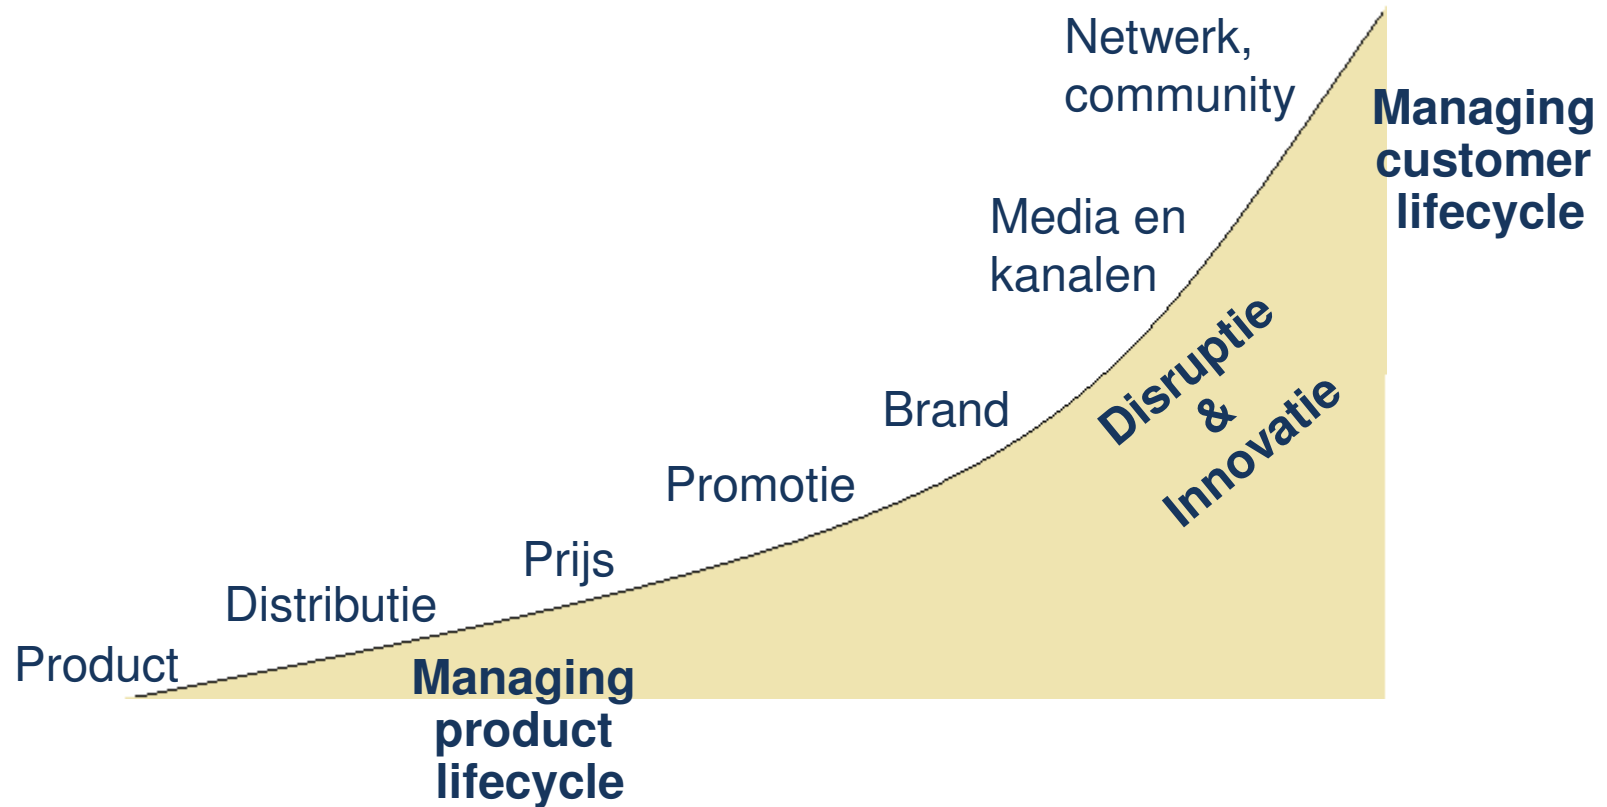 Netwerk,
community
Managing
customer
lifecycle
Media en
kanalen
Disruptie
&
Innovatie
Brand
Promotie
Prijs
Distributie
Product
Managing
product
lifecycle